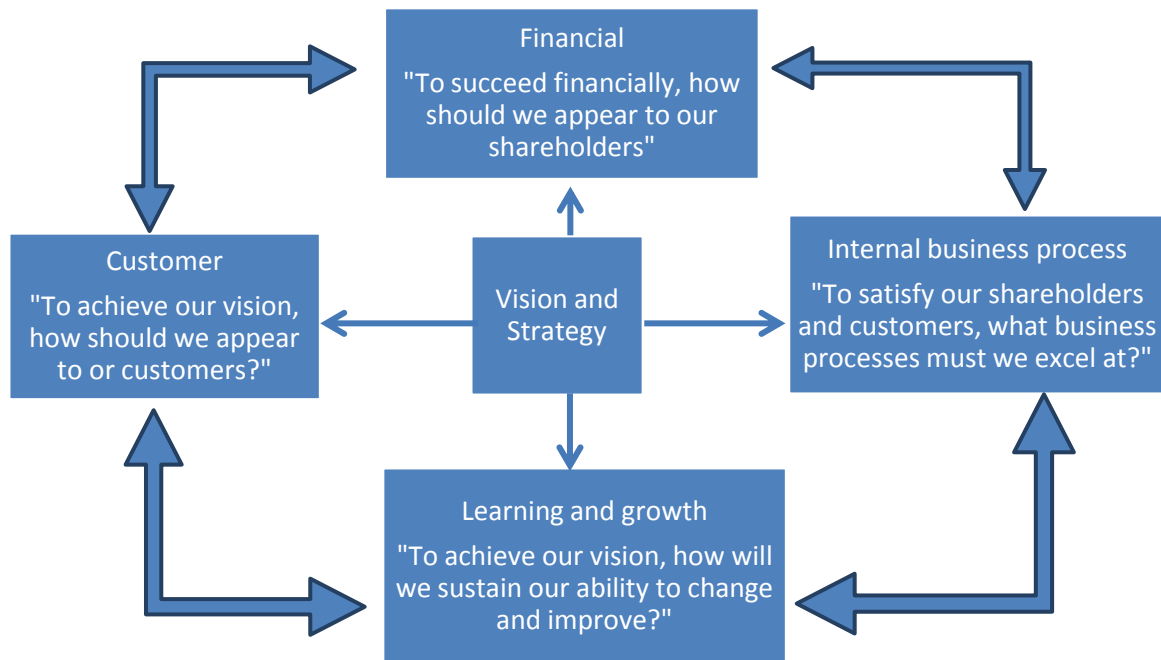 Financial
"To succeed financially, how
should we appear to our
shareholders"
Customer
"To achieve our vision,
how should we appear
to or customers?"
Vision and
Strategy
Internal business process
"To satisfy our shareholders
and customers, what business
processes must we excel at?"
Learning and growth
"To achieve our vision, how will
we sustain our ability to change
and improve?"